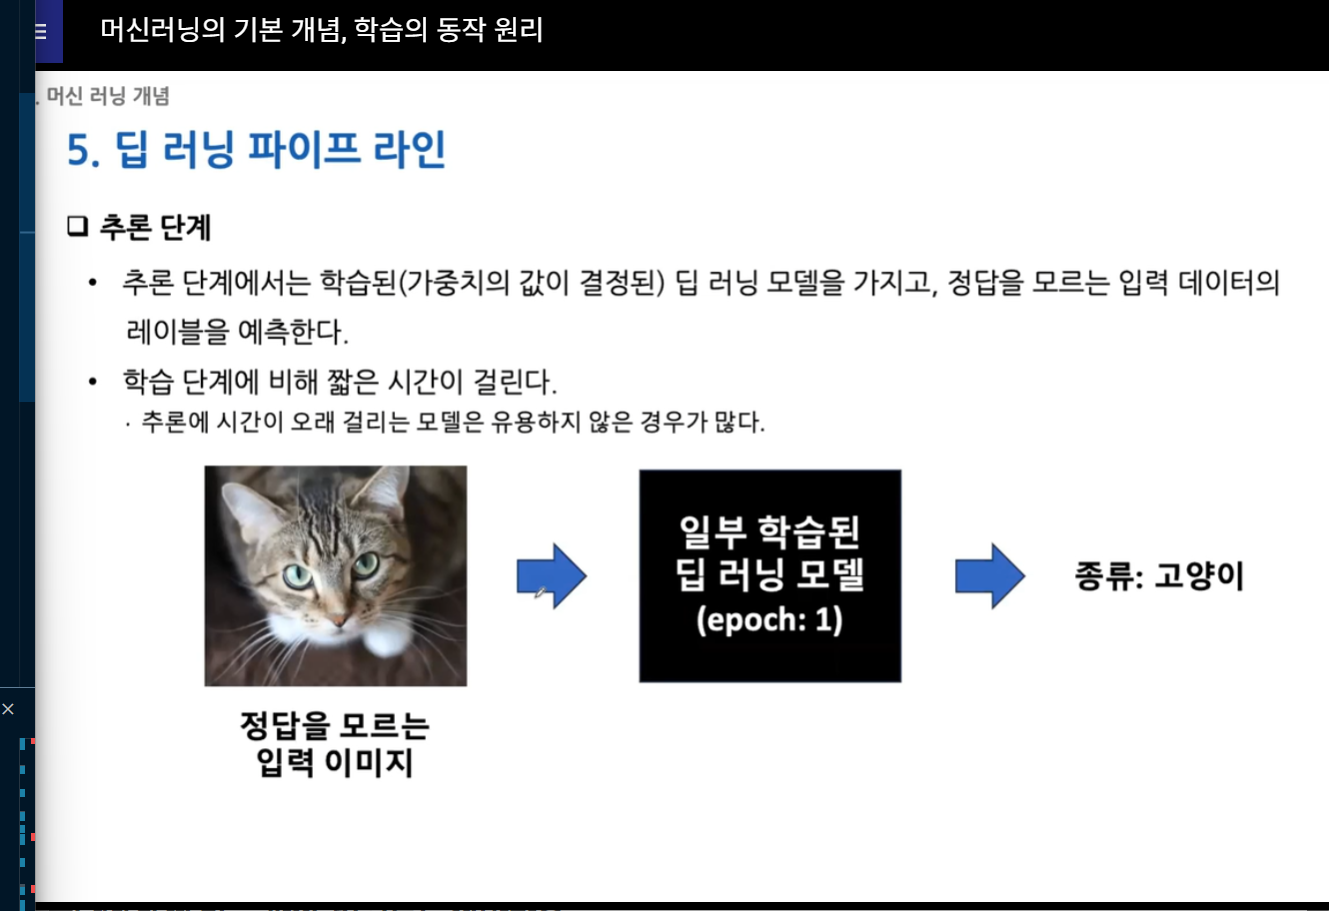 머신러닝의 기본 개념, 학습의 동작 원리
. 머신 러닝 개념
5. 딥 러닝 파이프 라인
❑ 추론 단계
• 추론 단계에서는 학습된(가중치의 값이 결정된) 딥 러닝 모델을 가지고, 정답을 모르는 입력 데이터의
레이블을 예측한다.
• 학습 단계에 비해 짧은 시간이 걸린다.
· 추론에 시간이 오래 걸리는 모델은 유용하지 않은 경우가 많다.
일부 학습된
딥 러닝 모델
(epoch: 1)
종류: 고양이
정답을 모르는
입력 이미지